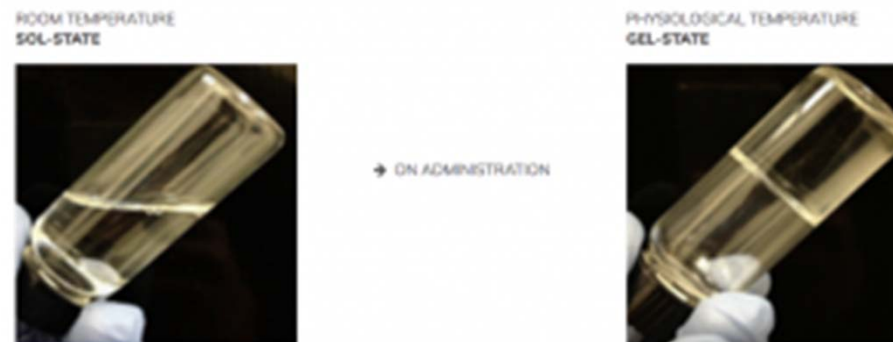 ROOM TEMPERATURE
SOL-STATE
→ ON ADMINISTRATION
PHYSIOLOGICAL TEMPERATURE
GEL-STATE